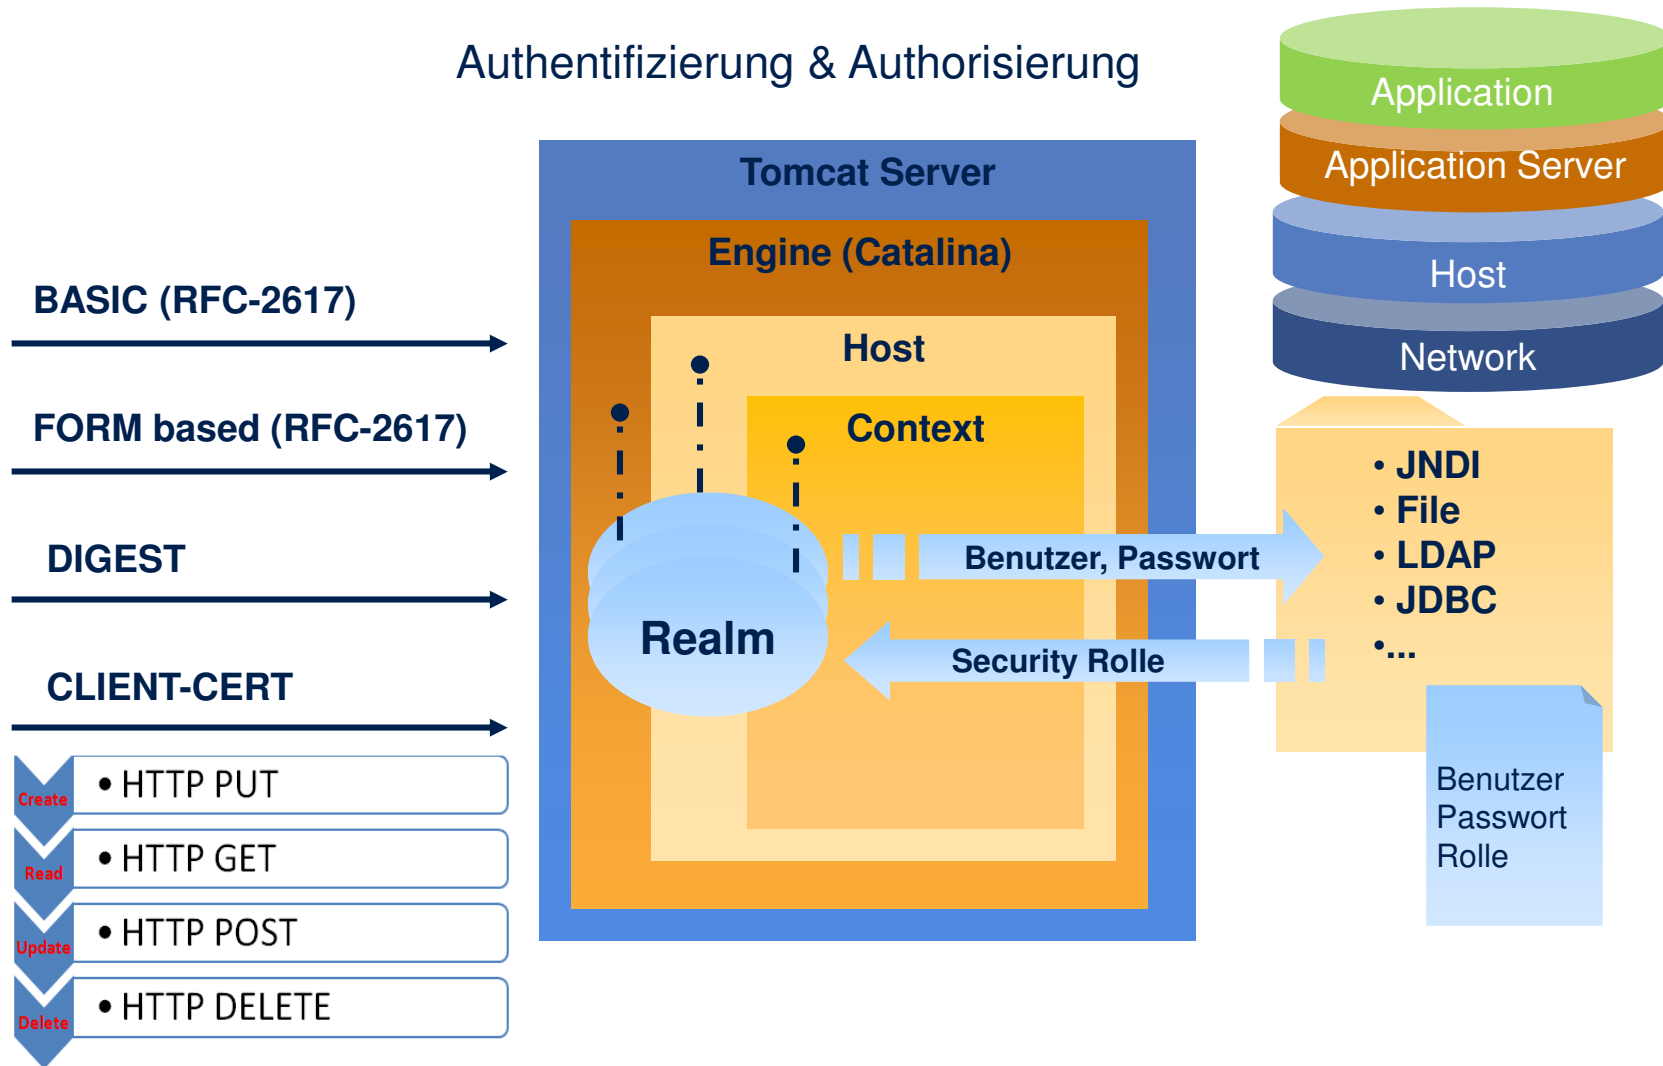 Authentifizierung & Authorisierung
Application
Application Server
Host
Network
Tomcat Server
Engine (Catalina)
Host
Context
Realm
BASIC (RFC-2617)
FORM based (RFC-2617)
DIGEST
CLIENT-CERT
Create
• HTTP PUT
Read
• HTTP GET
Update
• HTTP POST
Delete
• HTTP DELETE
Benutzer, Passwort
Security Rolle
• JNDI
• File
• LDAP
• JDBC
•...
Benutzer
Passwort
Rolle